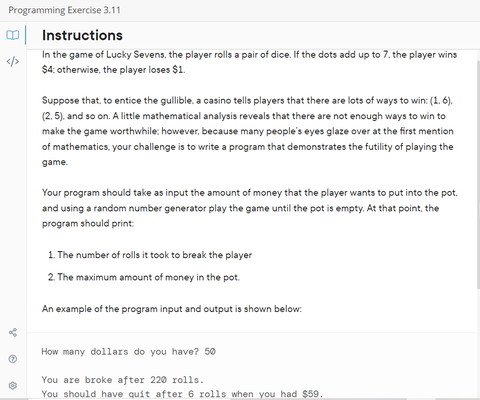 Programming Exercise 3.11
Instructions
In the game of Lucky Sevens, the player rolls a pair of dice. If the dots add up to 7, the player wins
$4; otherwise, the player loses $1.
Suppose that, to entice the gullible, a casino tells players that there are lots of ways to win: (1, 6),
(2, 5), and so on. A little mathematical analysis reveals that there are not enough ways to win to
make the game worthwhile; however, because many people's eyes glaze over at the first mention
of mathematics, your challenge is to write a program that demonstrates the futility of playing the
game.
Your program should take as input the amount of money that the player wants to put into the pot,
and using a random number generator play the game until the pot is empty. At that point, the
program should print:
1. The number of rolls it took to break the player
2. The maximum amount of money in the pot.
An example of the program input and output is shown below:
How many dollars do you have? 50
You are broke after 220 rolls.
You should have quit after 6 rolls when you had $59.